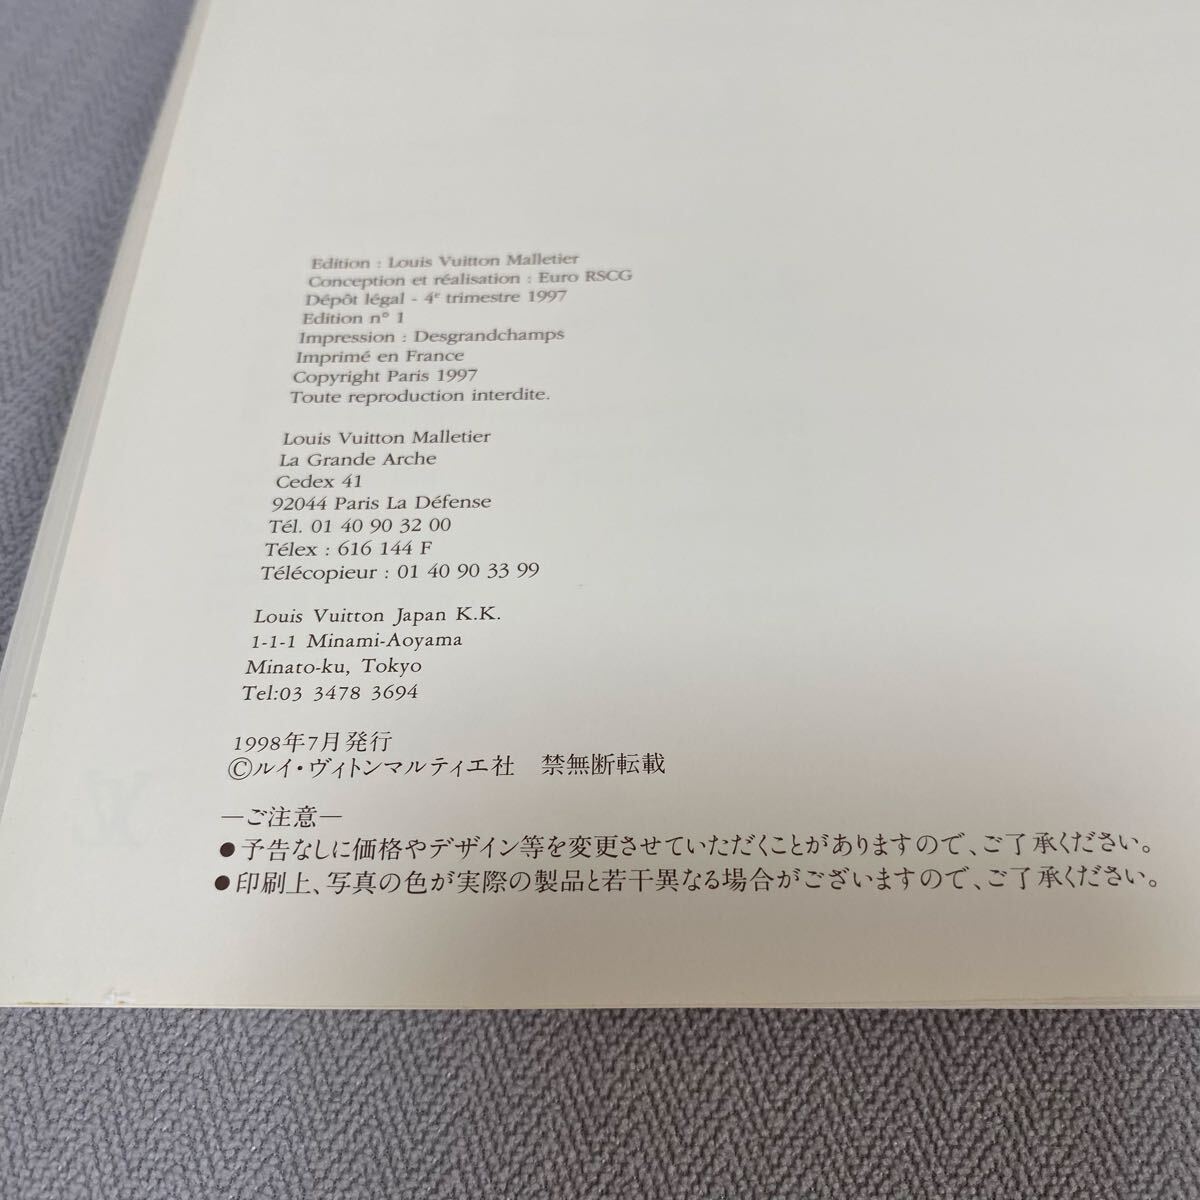 Edition : Louis Vuitton Malletier
Conception et réalisation : Euro RSCG
Dépôt légal - 4e trimestre 1997
Edition n° 1
Impression : Desgrandchamps
Imprimé en France
Copyright Paris 1997
Toute reproduction interdite.
Louis Vuitton Malletier
La Grande Arche
Cedex 41
92044 Paris La Défense
Tél. 01 40 90 32 00
Télex : 616 144 F
Télécopieur : 01 40 90 33 99
Louis Vuitton Japan K.K.
1-1-1 Minami-Aoyama
Minato-ku, Tokyo
Tel:03 3478 3694
1998年7月発行
©ルイ・ヴィトンマルティエ社 禁無断転載
—ご注意—
●予告なしに価格やデザイン等を変更させていただくことがありますので、ご了承ください。
●印刷上、写真の色が実際の製品と若干異なる場合がございますので、ご了承ください。